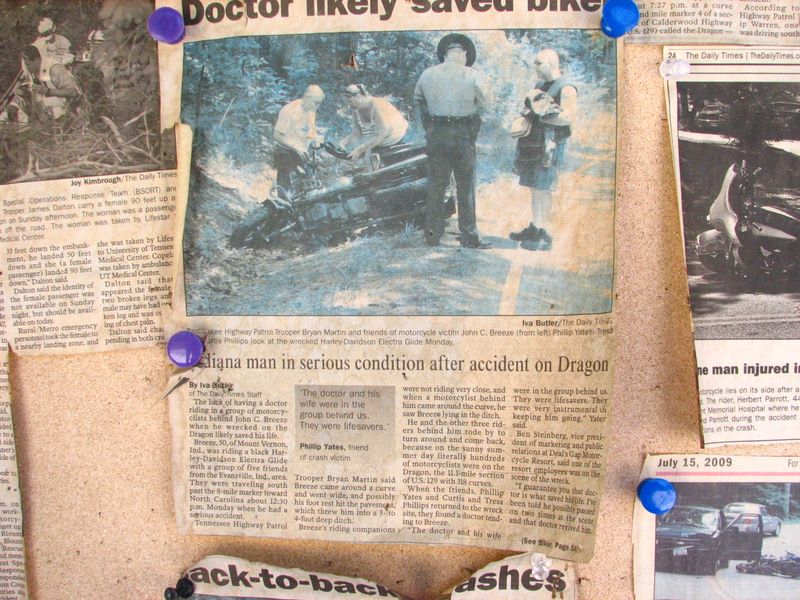 Doctor likely saved bike
Iva Butler/The Daily Times
see Highway Patrol Trooper Bryan Martin and friends of motorcycle victim John C. Breeze (from left) Phillip Yates, Tresa
Curtis Phillips look at the wrecked Harley-Davidson Electra Glide Monday.
diana man in serious condition after accident on Dragon
By Iva Butler
of The Daily Times Staff
The luck of having a doctor
riding in a group of motorcy-
clists behind John C. Breeze
when he wrecked on the
Dragon likely saved his life.
Breeze, 50, of Mount Vernon,
Ind., was riding a black Har-
ley-Davidson Electra Glide
with a group of five friends
from the Evansville, Ind., area.
They were traveling south
past the 8-mile marker toward
North Carolina about 12:30
p.m. Monday when he had a
serious accident.
Tennessee Highway Patrol
'The doctor and his
wife were in the
group behind us.
They were lifesavers.'
Phillip Yates, friend
of crash victim
Trooper Bryan Martin said
Breeze came around a curve
and went wide, and possibly
his foot hit the pavement,
which threw him into a 3- to
4-foot deep ditch.
Breeze's riding companions
were not riding very close, and
when a motorcyclist behind
him came around the curve, he
saw Breeze lying in the ditch.
He and the other three rid-
ers behind him rode by to
turn around and come back,
because on the sunny sum-
mer day literally hundreds
of motorcyclists were on the
Dragon, the 11.1-mile section
of U.S. 129 with 318 curves.
When the friends, Phillip
Yates and Curtis and Tresa
Phillips returned to the wreck
site, they found a doctor tend-
ing to Breeze.
"The doctor and his wife
were in the group behind us.
They were lifesavers. They
were very instrumental in
keeping him going," Yates
said.
Ben Steinberg, vice presi-
dent of marketing and public
relations at Deal's Gap Motor-
cycle Resort, said one of the
resort employees was on the
scene of the wreck.
"I guarantee you that doc-
tor is what saved his life. I'd
been told he possibly passed
on two times at the scene
and that doctor revived him,
(See Biker, Page 5)
Joy Kimbrough/The Daily Times
Special Operations Response Team (BSORT) and
Trooper James Dalton carry a female 90 feet up a
on Sunday afternoon. The woman was a passenge
off the road. The woman was taken by Lifestar
Medical Center.
33 feet down the embank-
ment, he landed 50 feet
down and she (a female
passenger) landed 90 feet
down," Dalton said.
Dalton said the identity of
the female passenger was
not available on Sunday
night, but should be avail-
able on today.
Rural/Metro emergency
personnel took the female to
a nearby landing zone, and
she was taken by Lifes
to University of Tennes
Medical Center. Copela
was taken by ambulanc
UT Medical Center.
Dalton said tha
appeared the female
two broken legs, an
male may have had
ken leg and was co
ing of chest pain.
Dalton said char
pending in both cra
out 7:27 p.m. at a curve
nd mile marker 4 of a sec-
of Calderwood Highway
U.S. 129) called the Dragon —
According to
Highway Patrol
ip Warren, one
was driving south
2A The Daily Times | TheDailyTimes.c
ne man injured i
otorcycle lies on its side after a
The rider, Herbert Parrott, 44
nt Memorial Hospital where he
Parrott during the accident
ions in the crash.
July 15, 2009
For
ack-to-back
ashes